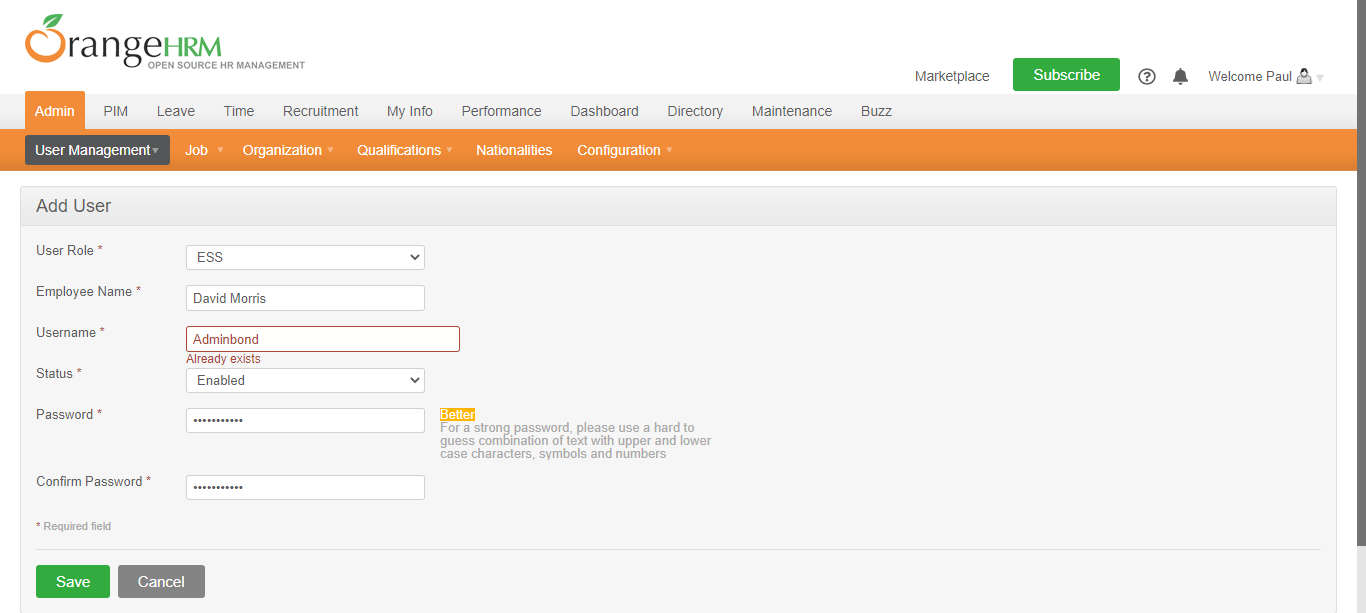 OrangeHRM
OPEN SOURCE HR MANAGEMENT
Marketplace Subscribe Welcome Paul
Admin PIM Leave Time Recruitment My Info Performance Dashboard Directory Maintenance Buzz
User Management Job Organization Qualifications Nationalities Configuration
Add User
User Role * ESS
Employee Name * David Morris
Username * Adminbond
Already exists
Status * Enabled
Password * ••••••••••• Better
For a strong password, please use a hard to
guess combination of text with upper and lower
case characters, symbols and numbers
Confirm Password * •••••••••••
* Required field
Save Cancel